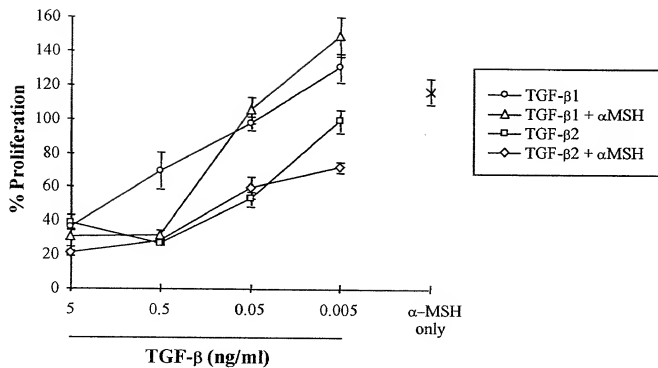 160
140
120
100
80
60
40
20
0
% Proliferation
5
0.5
0.05
0.005
α–MSH
only
TGF-β (ng/ml)
TGF-β1
TGF-β1 + αMSH
TGF-β2
TGF-β2 + αMSH